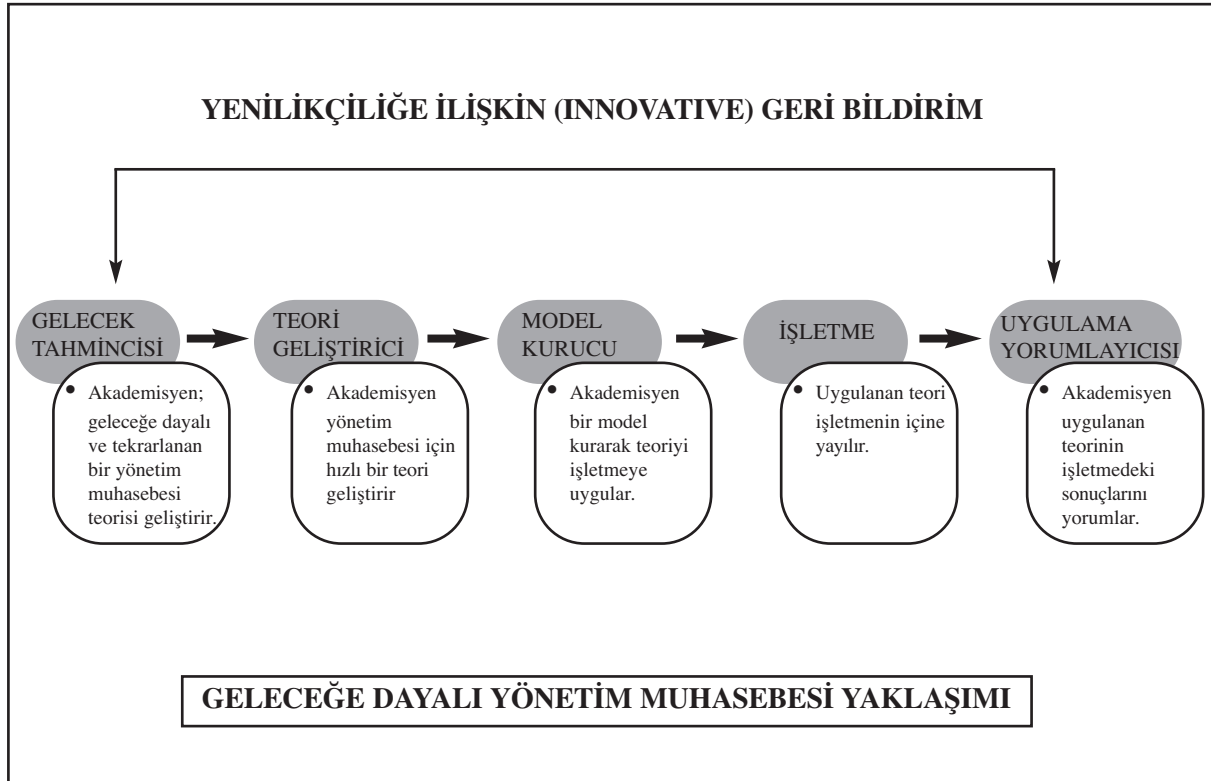 YENİLİKÇİLİĞE İLİŞKİN (INNOVATIVE) GERİ BİLDİRİM
GELECEK
TAHMİNCİSİ
• Akademisyen;
geleceğe dayalı
ve tekrarlanan
bir yönetim
muhasebesi
teorisi geliştirir.
TEORİ
GELİŞTİRİCİ
• Akademisyen
yönetim
muhasebesi için
hızlı bir teori
geliştirir
MODEL
KURUCU
• Akademisyen
bir model
kurarak teoriyi
işletmeye
uygular.
İŞLETME
• Uygulanan teori
işletmenin içine
yayılır.
UYGULAMA
YORUMLAYICISI
• Akademisyen
uygulanan
teorinin
işletmedeki
sonuçlarını
yorumlar.
GELECEĞE DAYALI YÖNETİM MUHASEBESİ YAKLAŞIMI